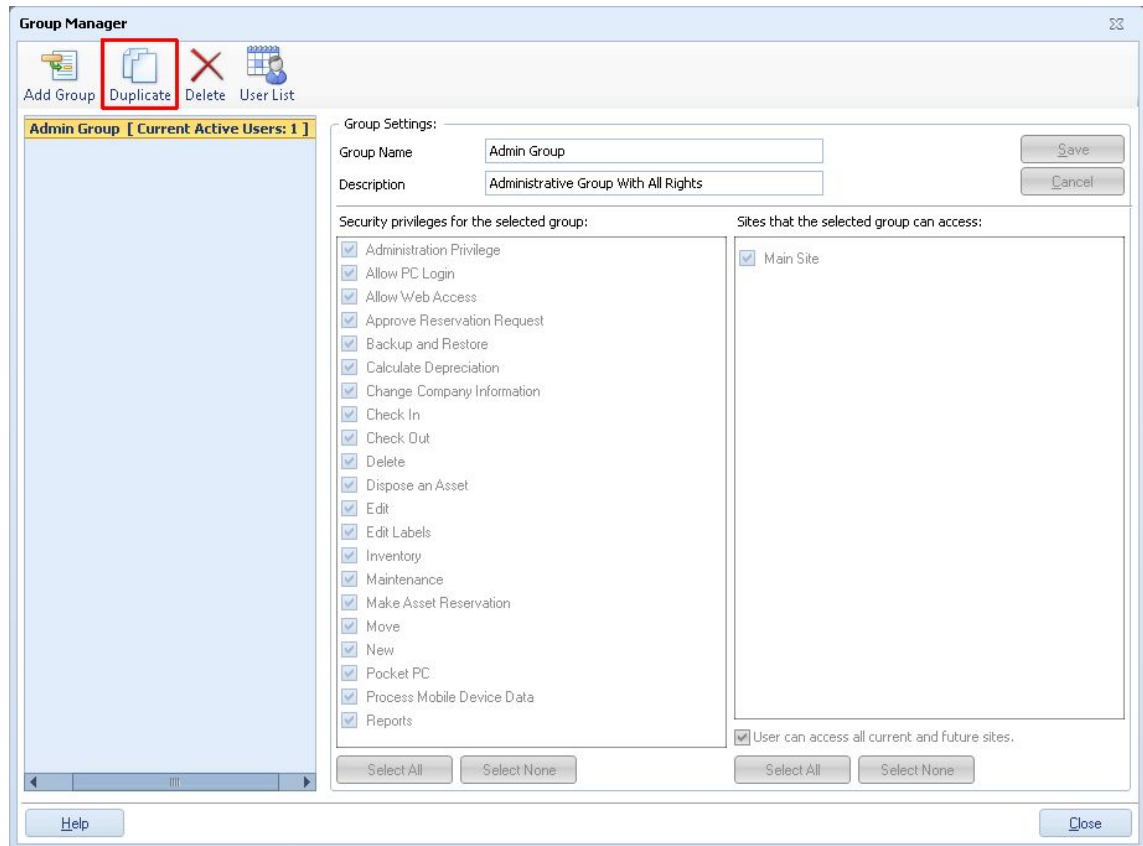 Group Manager
Add Group Duplicate Delete User List
Admin Group [ Current Active Users: 1 ]
Group Settings:
Group Name Admin Group Save
Description Administrative Group With All Rights Cancel
Security privileges for the selected group: Sites that the selected group can access:
Administration Privilege
Main Site
Allow PC Login
Allow Web Access
Approve Reservation Request
Backup and Restore
Calculate Depreciation
Change Company Information
Check In
Check Out
Delete
Dispose an Asset
Edit
Edit Labels
Inventory
Maintenance
Make Asset Reservation
Move
New
Pocket PC
Process Mobile Device Data
Reports
User can access all current and future sites.
Select All Select None Select All Select None
Help Close